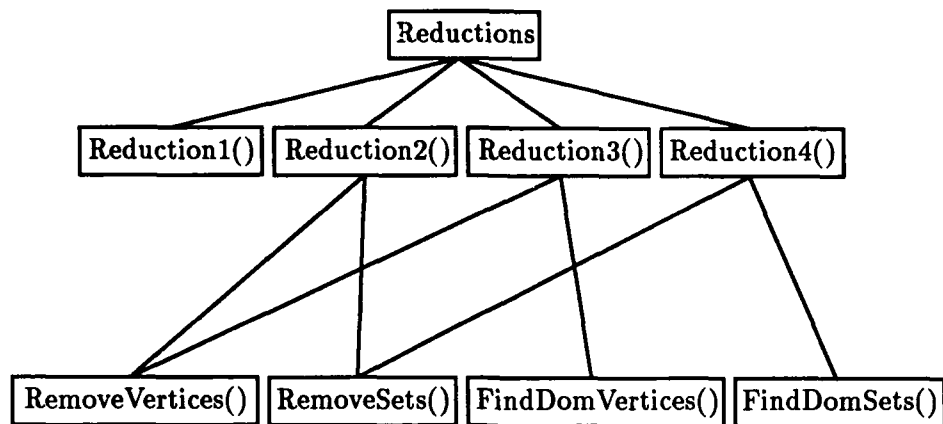 Reductions
Reduction1() Reduction2() Reduction3() Reduction4()
RemoveVertices() RemoveSets() FindDomVertices() FindDomSets()